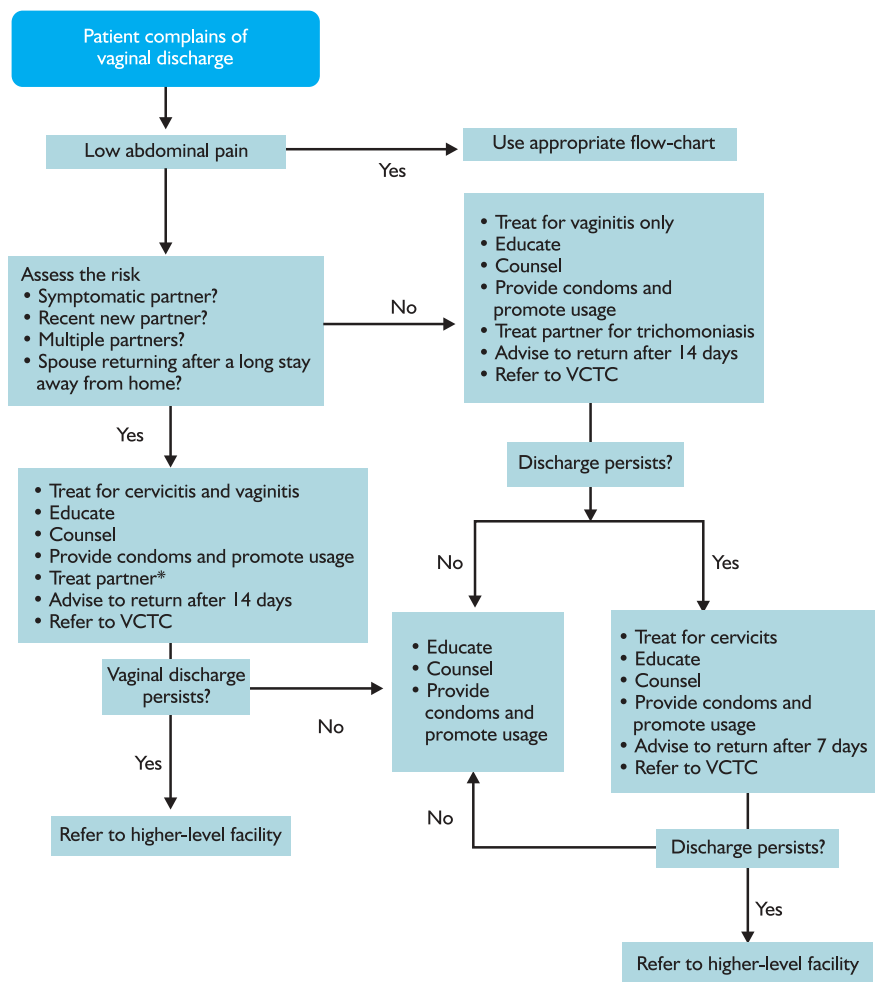 Patient complains of
vaginal discharge
Low abdominal pain
Yes
Use appropriate flow-chart
Assess the risk
• Symptomatic partner?
• Recent new partner?
• Multiple partners?
• Spouse returning after a long stay
away from home?
No
• Treat for vaginitis only
• Educate
• Counsel
• Provide condoms and
promote usage
• Treat partner for trichomoniasis
• Advise to return after 14 days
• Refer to VCTC
Yes
Discharge persists?
• Treat for cervicitis and vaginitis
• Educate
• Counsel
• Provide condoms and promote usage
• Treat partner*
• Advise to return after 14 days
• Refer to VCTC
No
Yes
Vaginal discharge
persists?
No
• Educate
• Counsel
• Provide
condoms and
promote usage
• Treat for cervicits
• Educate
• Counsel
• Provide condoms and
promote usage
• Advise to return after 7 days
• Refer to VCTC
Yes
Refer to higher-level facility
No
Discharge persists?
Yes
Refer to higher-level facility